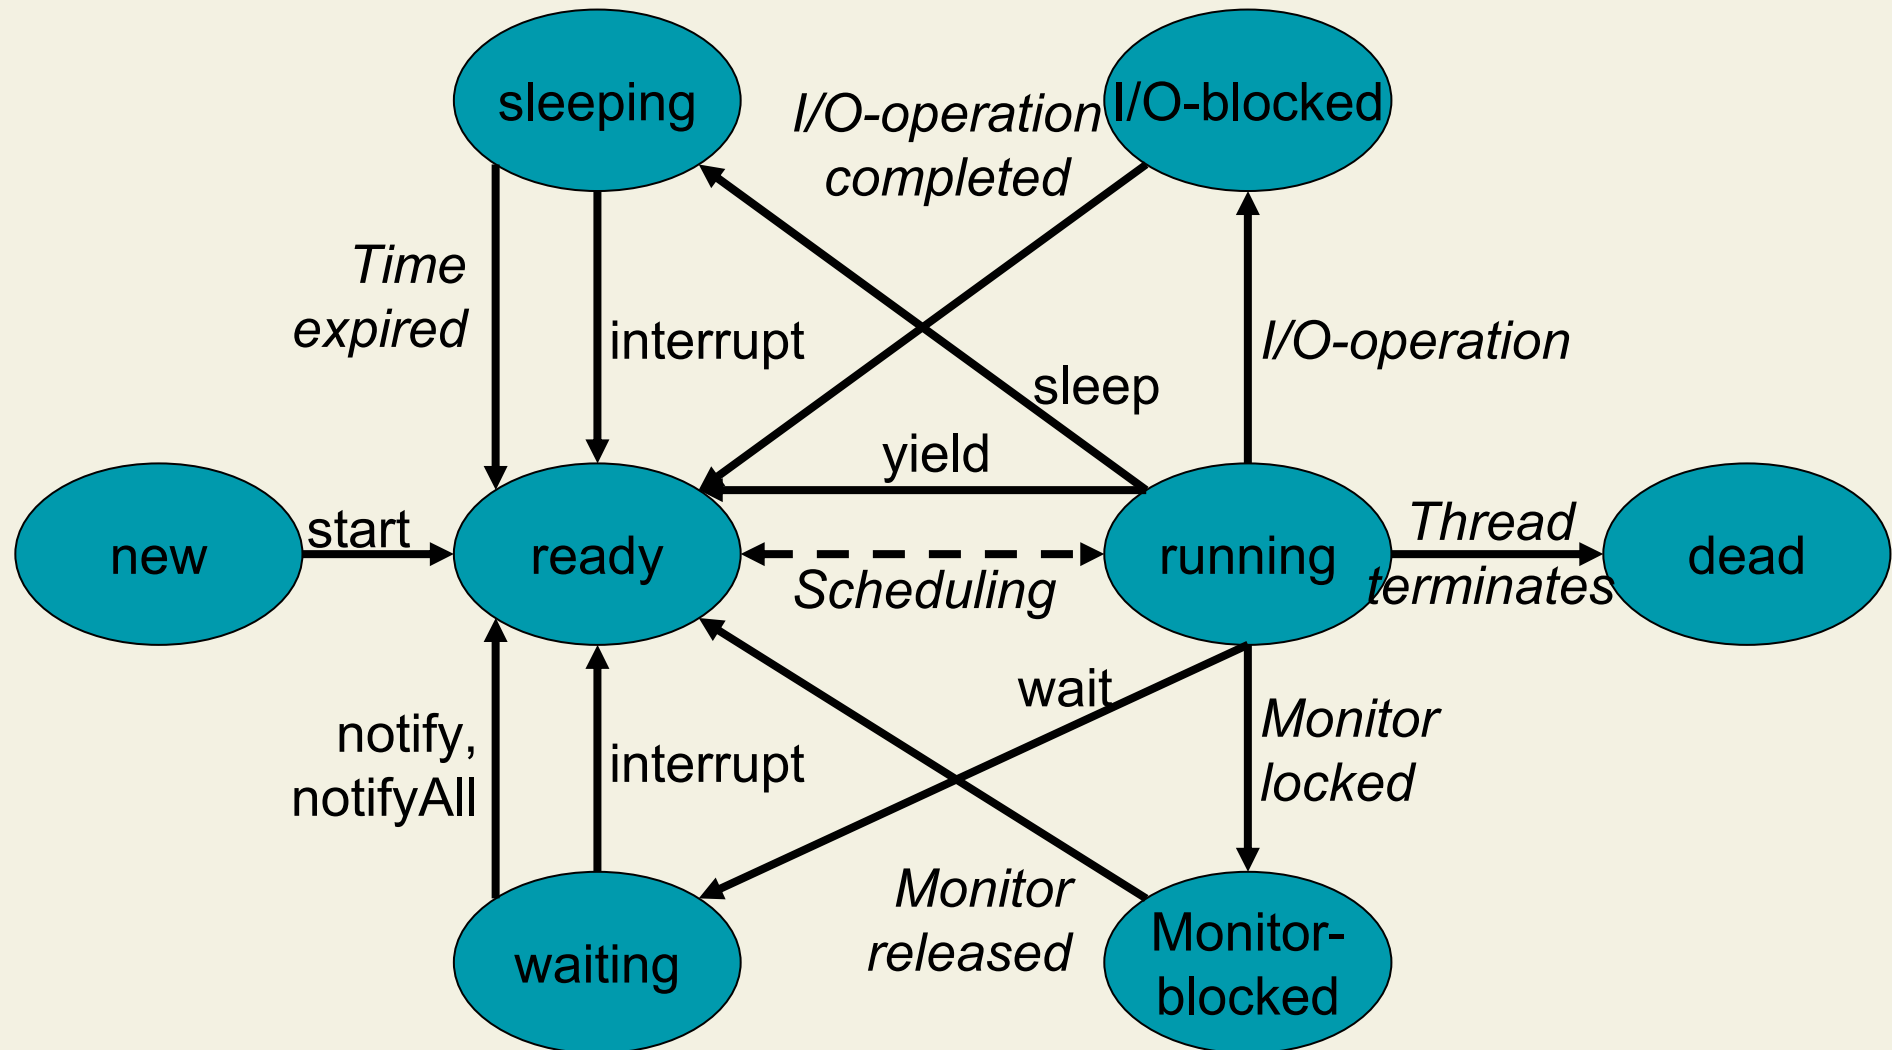 sleeping
I/O-operation
completed
I/O-blocked
Time
expired
interrupt
sleep
I/O-operation
yield
new
start
ready
Scheduling
running
Thread
terminates
dead
notify,
notifyAll
interrupt
wait
Monitor
locked
waiting
Monitor
released
Monitor-
blocked